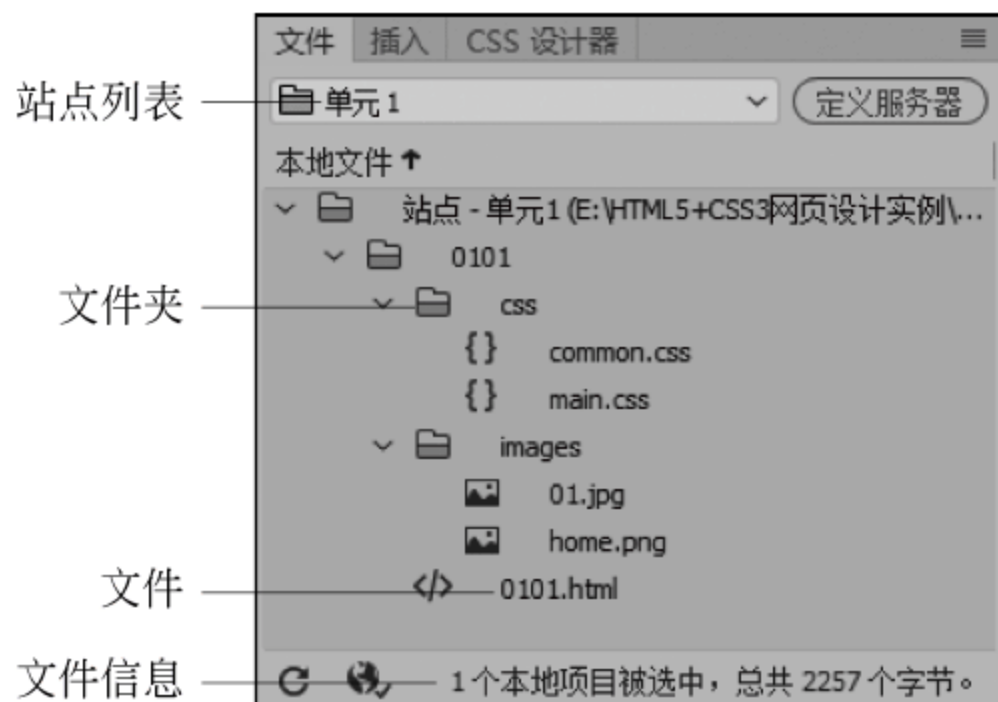 文件 插入 CSS 设计器
站点列表 单元 1 定义服务器
本地文件
站点 - 单元1 (E:\HTML5+CSS3网页设计实例\...
0101
文件夹 css
common.css
main.css
images
01.jpg
home.png
文件 0101.html
文件信息 1 个本地项目被选中，总共 2257 个字节。